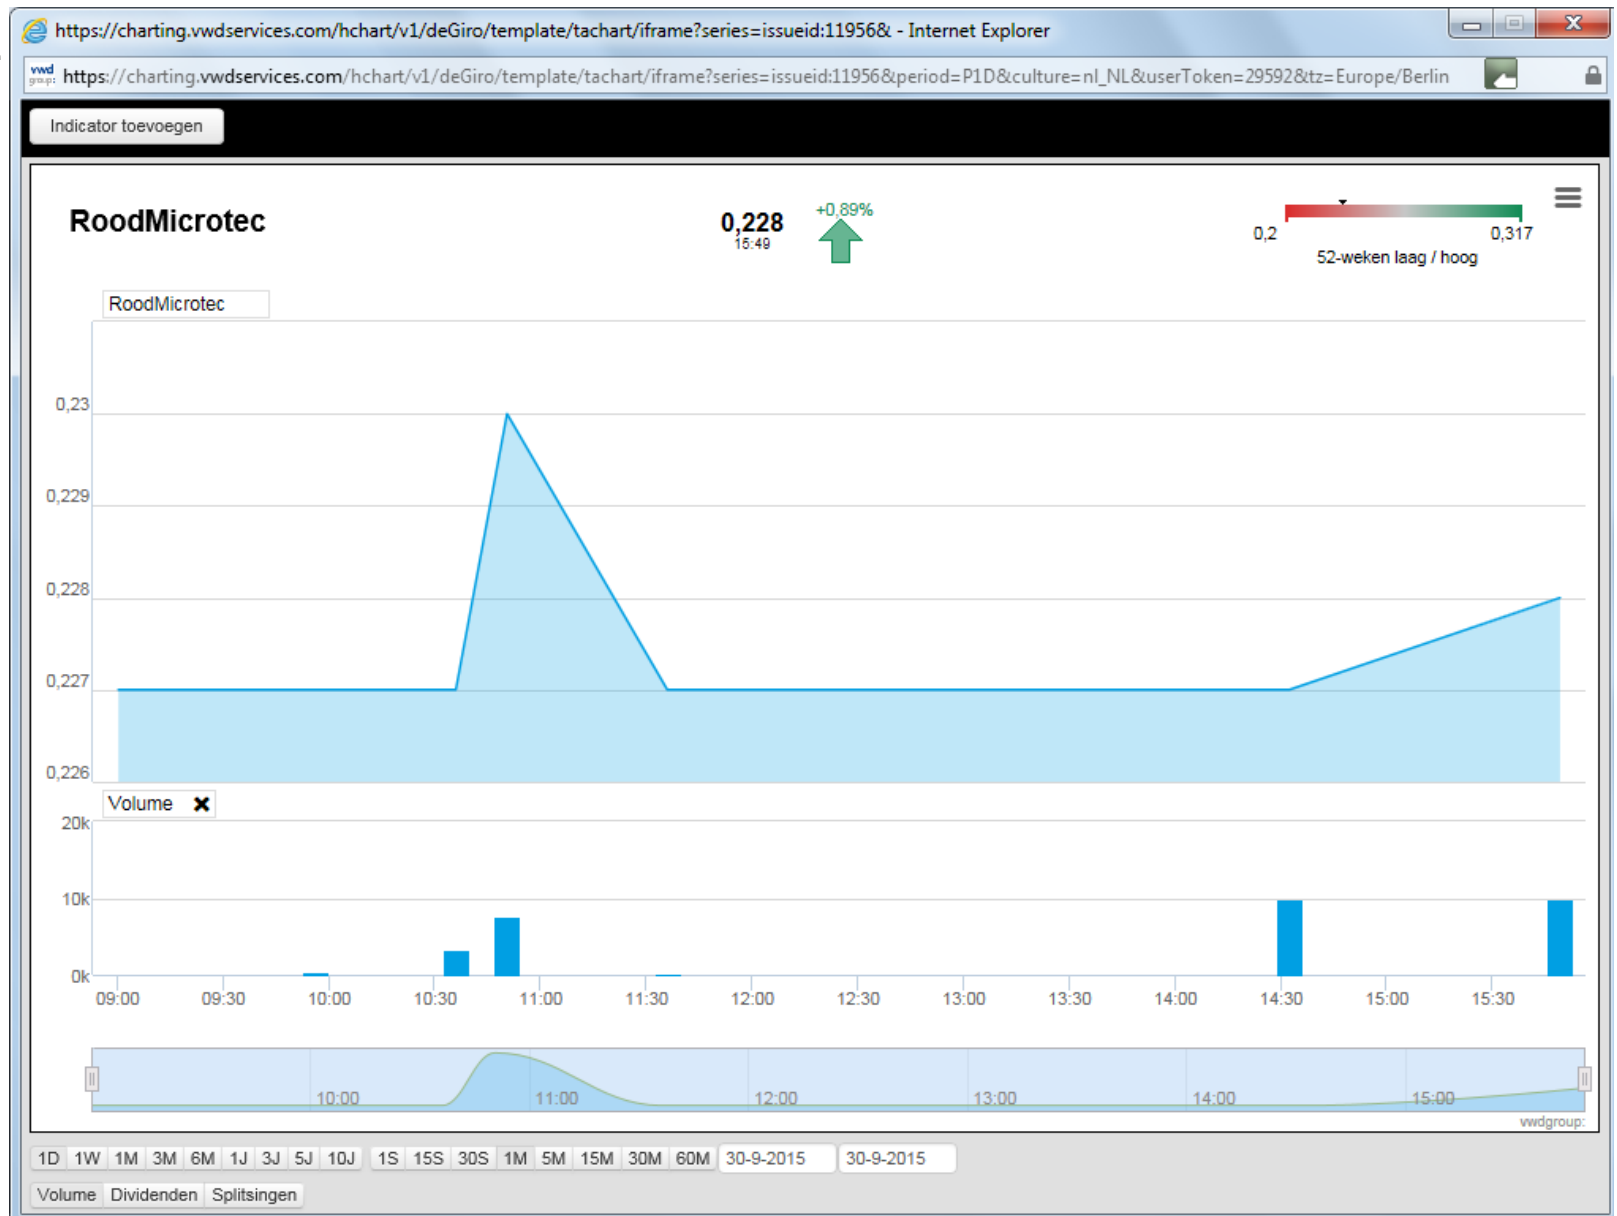 https://charting.vwdservices.com/hchart/v1/deGiro/template/tachart/iframe?series=issueid:11956& - Internet Explorer
vwd group: https://charting.vwdservices.com/hchart/v1/deGiro/template/tachart/iframe?series=issueid:11956&period=P1D&culture=nl_NL&userToken=29592&tz=Europe/Berlin
Indicator toevoegen
RoodMicrotec
0,228
15:49
+0,89%
0,2 0,317
52-weken laag / hoog
RoodMicrotec
0,23
0,229
0,228
0,227
0,226
Volume
20k
10k
0k
09:00 09:30 10:00 10:30 11:00 11:30 12:00 12:30 13:00 13:30 14:00 14:30 15:00 15:30
10:00 11:00 12:00 13:00 14:00 15:00
vwdgroup:
1D 1W 1M 3M 6M 1J 3J 5J 10J 1S 15S 30S 1M 5M 15M 30M 60M 30-9-2015 30-9-2015
Volume Dividenden Splitsingen